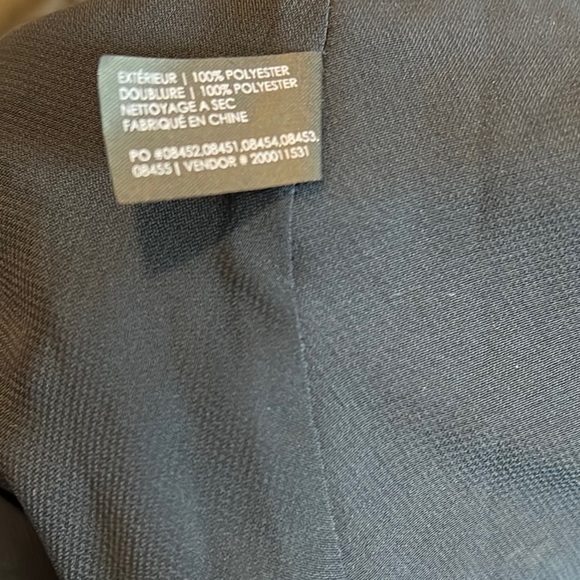 EXTÉRIEUR | 100% POLYESTER
DOUBLURE | 100% POLYESTER
NETTOYAGE A SEC
FABRIQUÉ EN CHINE
PO #08452,08451,08454,08453,
08455 | VENDOR # 200011531